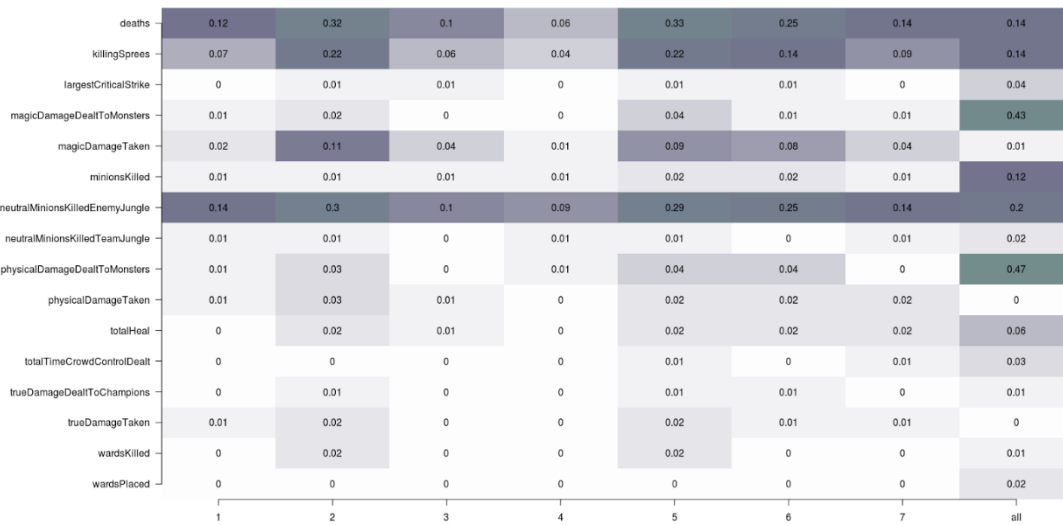 deaths 0.12 0.32 0.1 0.06 0.33 0.25 0.14 0.14
killingSprees 0.07 0.22 0.06 0.04 0.22 0.14 0.09 0.14
largestCriticalStrike 0 0.01 0.01 0 0.01 0.01 0 0.04
magicDamageDealtToMonsters 0.01 0.02 0 0 0.04 0.01 0.01 0.43
magicDamageTaken 0.02 0.11 0.04 0.01 0.09 0.08 0.04 0.01
minionsKilled 0.01 0.01 0.01 0.01 0.02 0.02 0.01 0.12
neutralMinionsKilledEnemyJungle 0.14 0.3 0.1 0.09 0.29 0.25 0.14 0.2
neutralMinionsKilledTeamJungle 0.01 0.01 0 0.01 0.01 0 0.01 0.02
physicalDamageDealtToMonsters 0.01 0.03 0 0.01 0.04 0.04 0 0.47
physicalDamageTaken 0.01 0.03 0.01 0 0.02 0.02 0.02 0
totalHeal 0 0.02 0.01 0 0.02 0.02 0.02 0.06
totalTimeCrowdControlDealt 0 0 0 0 0.01 0 0.01 0.03
trueDamageDealtToChampions 0 0.01 0 0 0.01 0.01 0 0.01
trueDamageTaken 0.01 0.02 0 0 0.02 0.01 0.01 0
wardsKilled 0 0.02 0 0 0.02 0 0 0.01
wardsPlaced 0 0 0 0 0 0 0 0.02
1 2 3 4 5 6 7 all